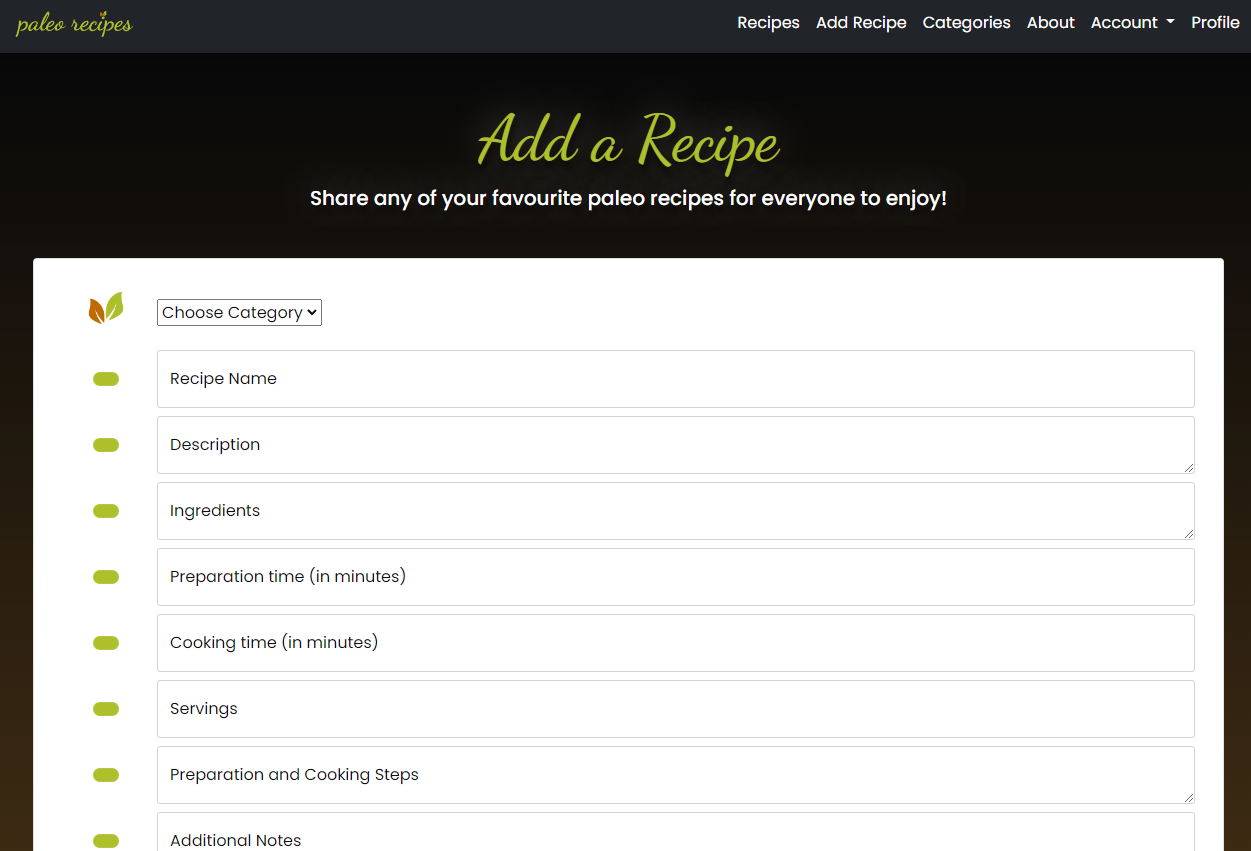 paleo recipes
Recipes Add Recipe Categories About Account Profile
Add a Recipe
Share any of your favourite paleo recipes for everyone to enjoy!
Choose Category
Recipe Name
Description
Ingredients
Preparation time (in minutes)
Cooking time (in minutes)
Servings
Preparation and Cooking Steps
Additional Notes